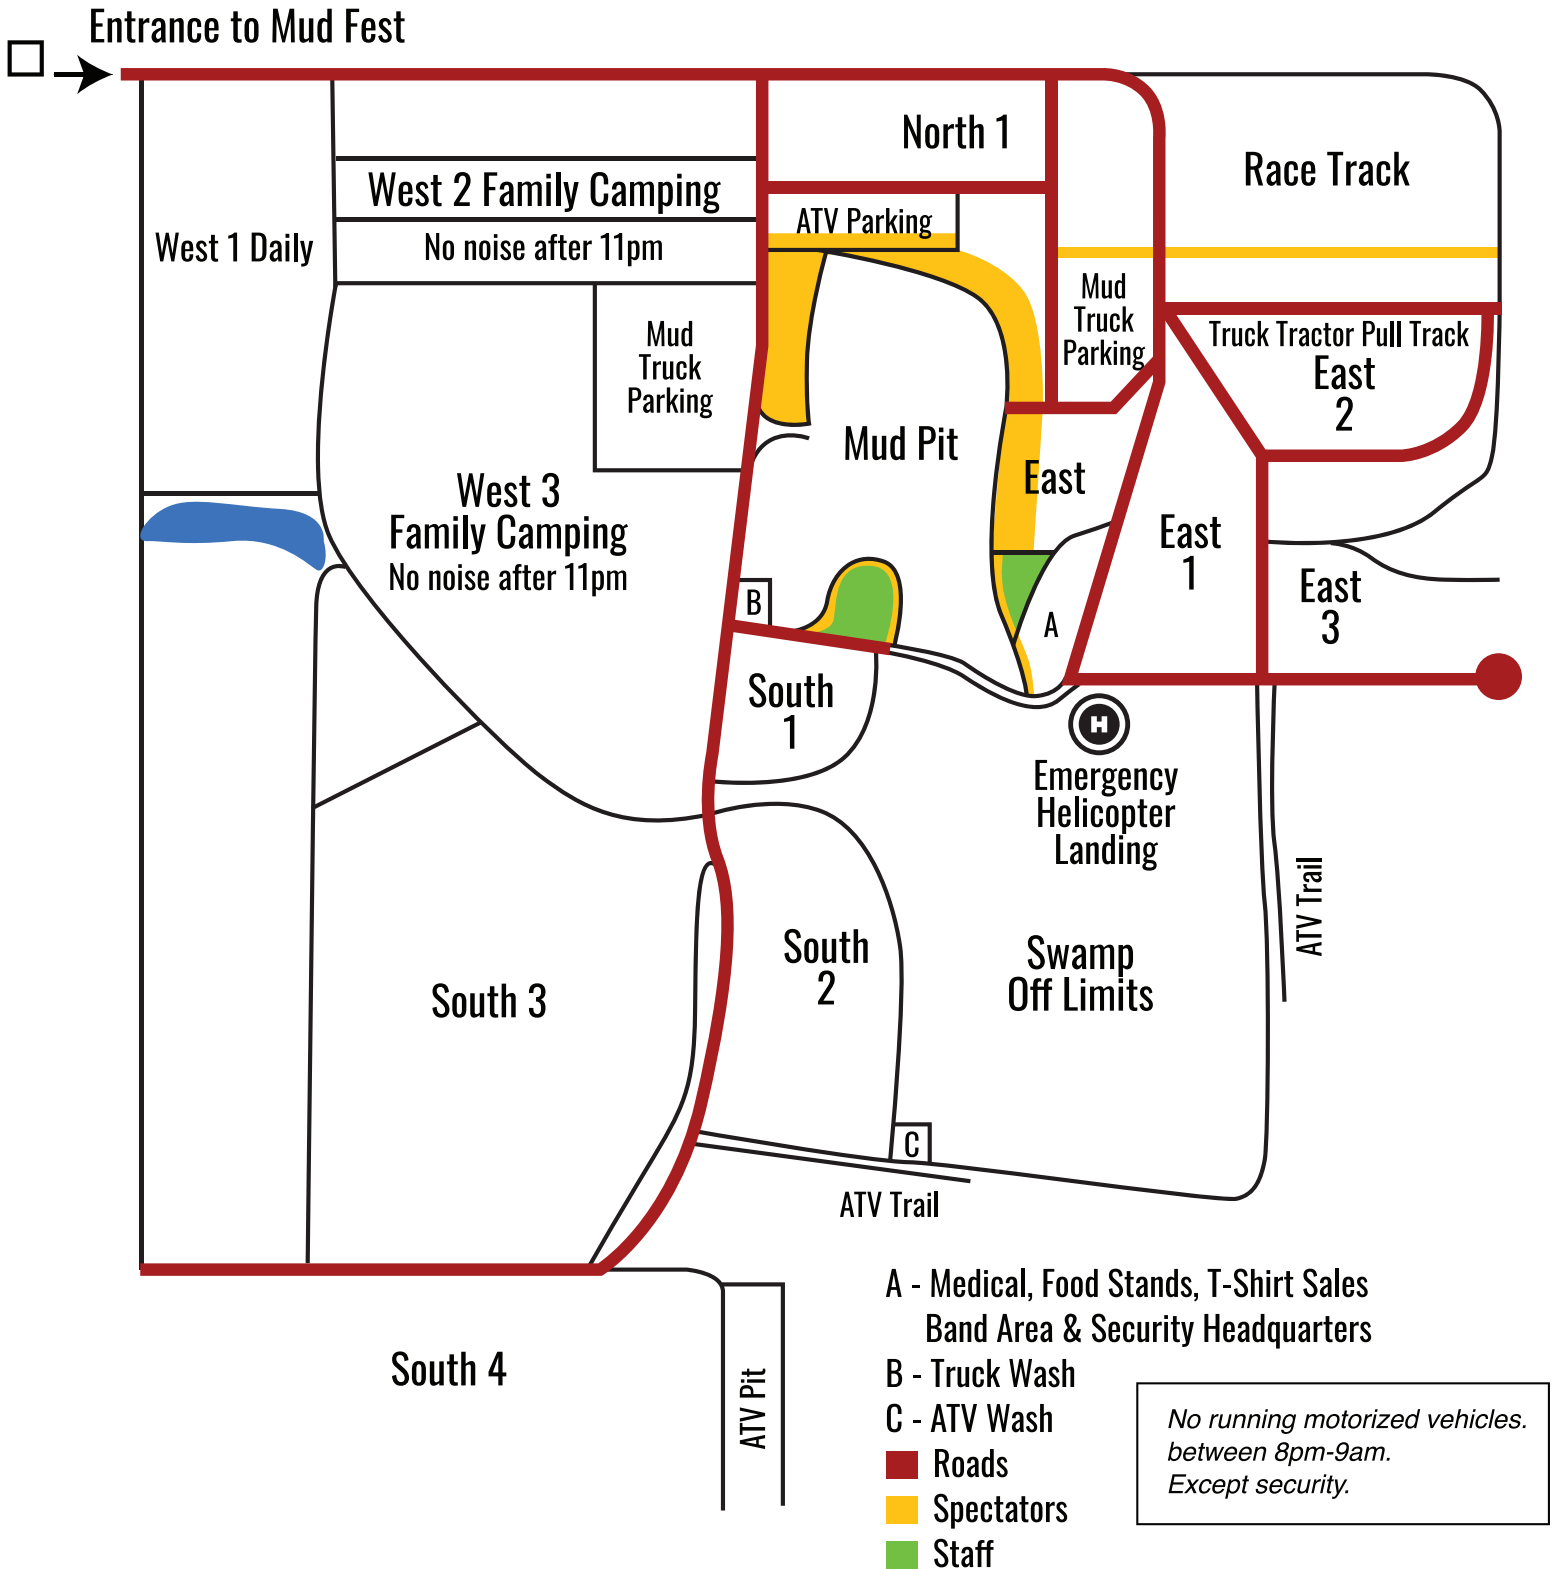 Entrance to Mud Fest
North 1
Race Track
West 2 Family Camping
ATV Parking
West 1 Daily
No noise after 11pm
Mud
Truck
Parking
Mud
Truck
Parking
Truck Tractor Pull Track
East
2
Mud Pit
East
West 3
Family Camping
No noise after 11pm
East
1
East
3
B
A
South
1
H
Emergency
Helicopter
Landing
ATV Trail
South
2
Swamp
Off Limits
South 3
C
ATV Trail
South 4
ATV Pit
A - Medical, Food Stands, T-Shirt Sales
Band Area & Security Headquarters
B - Truck Wash
C - ATV Wash
Roads
Spectators
Staff
No running motorized vehicles.
between 8pm-9am.
Except security.